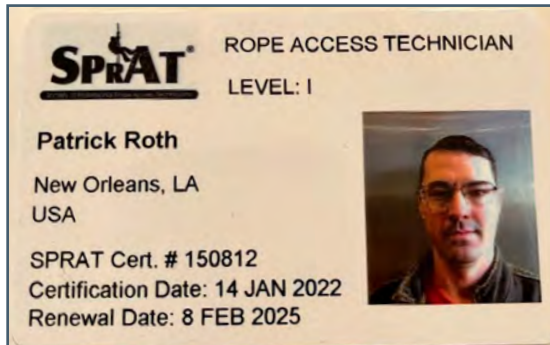 SPRAT®
ROPE ACCESS TECHNICIAN
LEVEL: I
Patrick Roth
New Orleans, LA
USA
SPRAT Cert. # 150812
Certification Date: 14 JAN 2022
Renewal Date: 8 FEB 2025